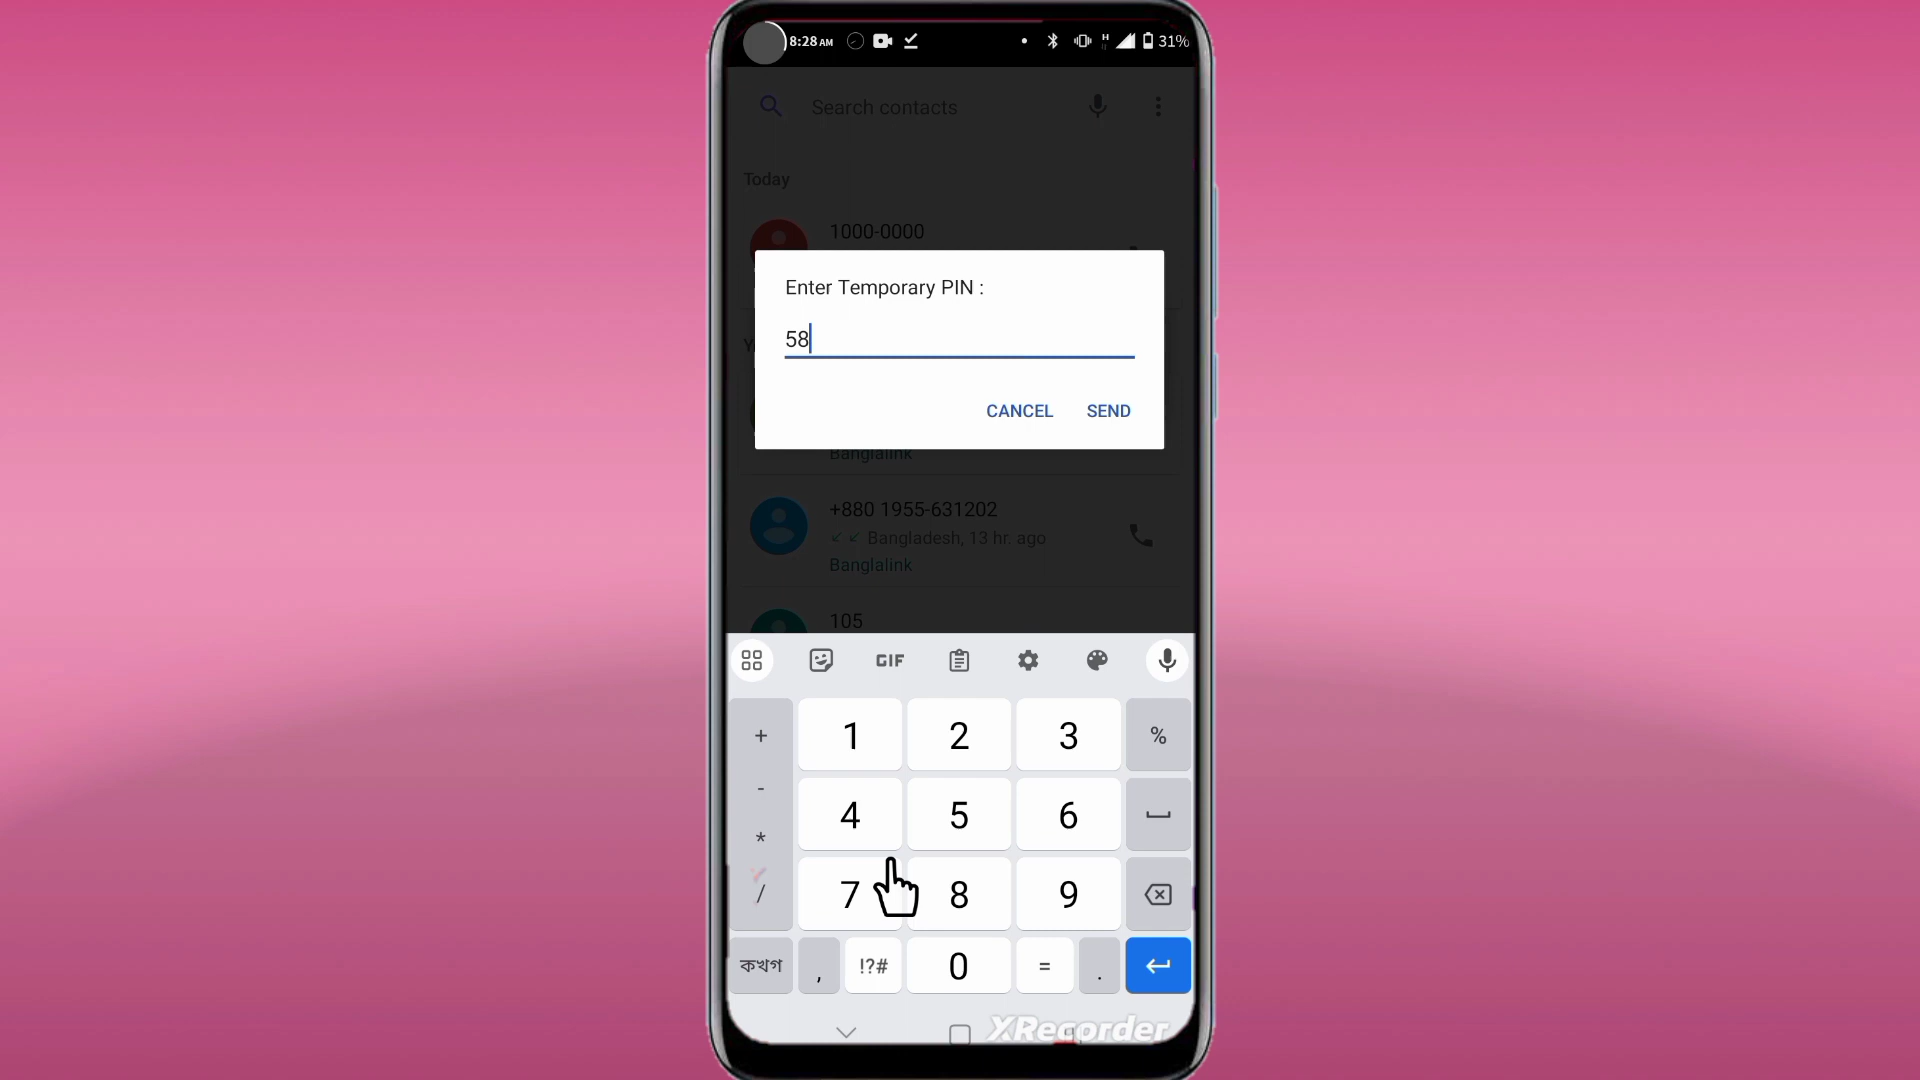 8:28 AM H 31%
Search contacts
Today
1000-0000
Enter Temporary PIN :
58
CANCEL SEND
Banglalink
+880 1955-631202
↙↙ Bangladesh, 13 hr. ago
Banglalink
105
GIF
+ 1 2 3 %
-
4 5 6
*
/ 7 8 9
কখগ , !?# 0 = .
XRecorder